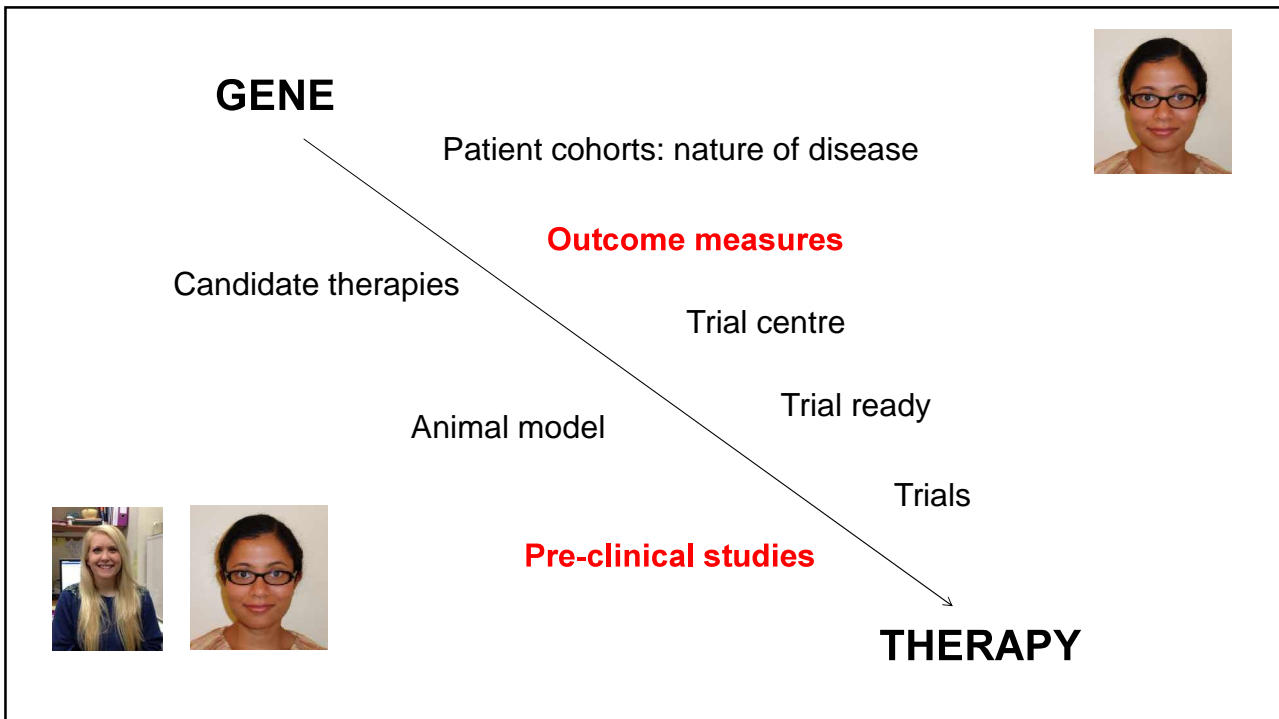 GENE
Patient cohorts: nature of disease
Outcome measures
Candidate therapies
Trial centre
Trial ready
Animal model
Trials
Pre-clinical studies
THERAPY